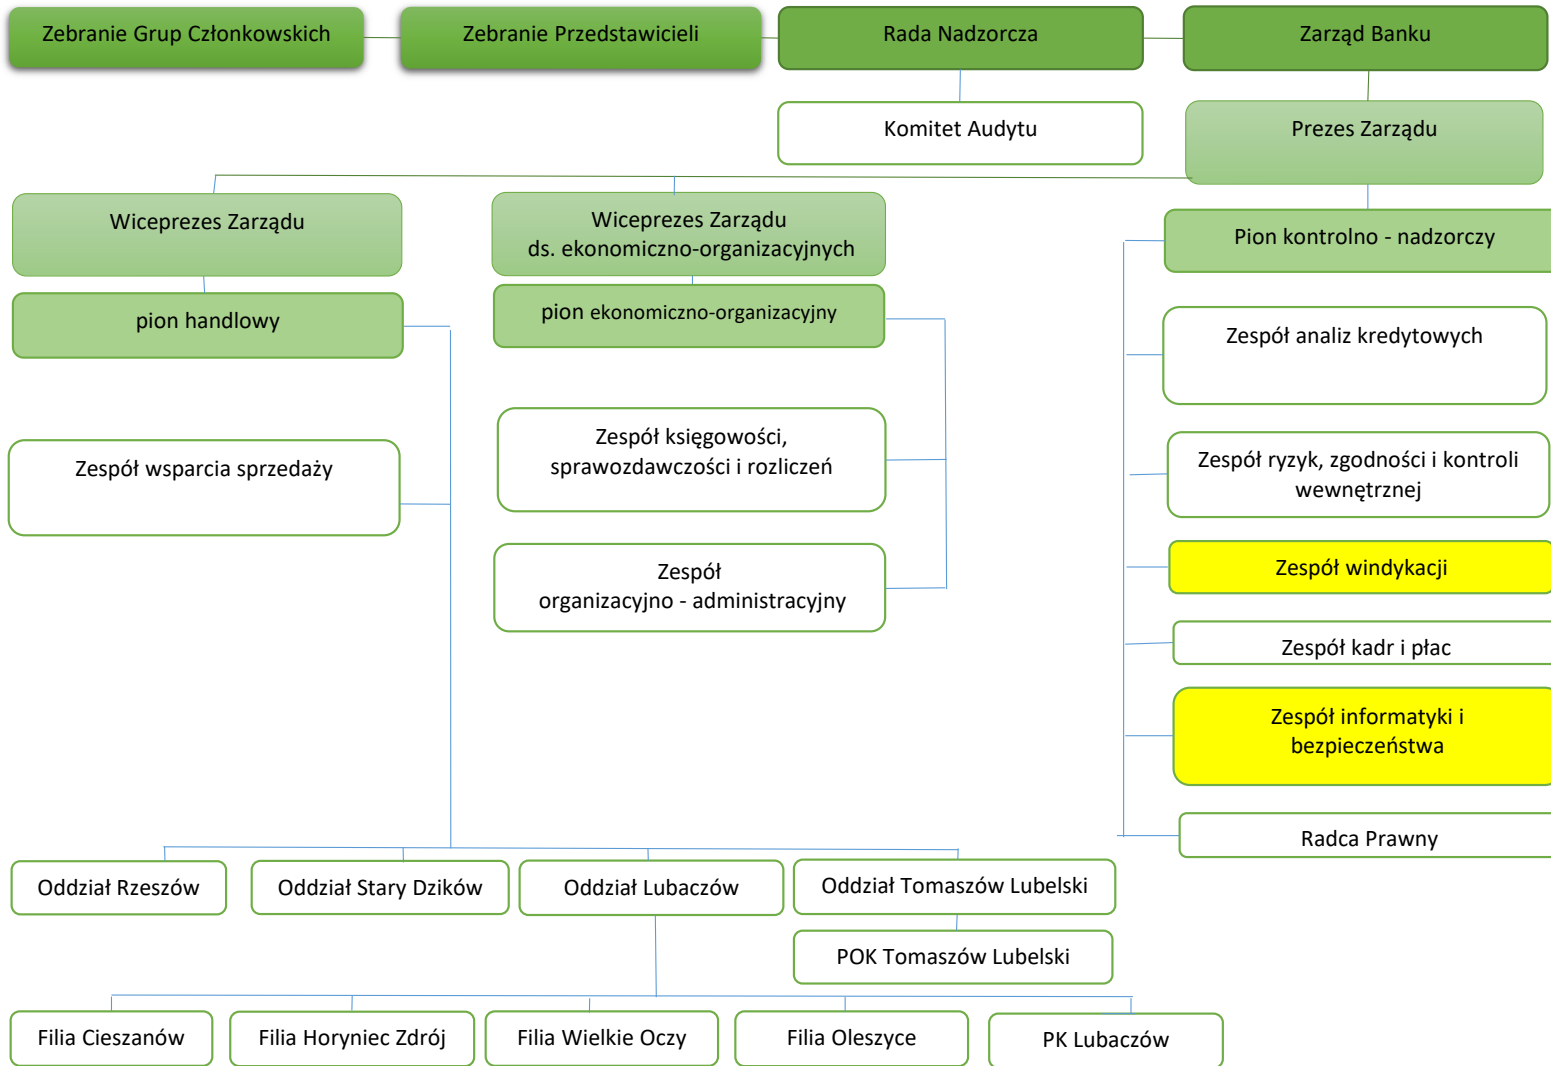 Zebranie Grup Członkowskich
Zebranie Przedstawicieli
Rada Nadzorcza
Zarząd Banku
Komitet Audytu
Prezes Zarządu
Wiceprezes Zarządu
Wiceprezes Zarządu
ds. ekonomiczno-organizacyjnych
Pion kontrolno - nadzorczy
pion handlowy
pion ekonomiczno-organizacyjny
Zespół analiz kredytowych
Zespół wsparcia sprzedaży
Zespół księgowości,
sprawozdawczości i rozliczeń
Zespół ryzyk, zgodności i kontroli
wewnętrznej
Zespół
organizacyjno - administracyjny
Zespół windykacji
Zespół kadr i płac
Zespół informatyki i
bezpieczeństwa
Radca Prawny
Oddział Rzeszów
Oddział Stary Dzików
Oddział Lubaczów
Oddział Tomaszów Lubelski
POK Tomaszów Lubelski
Filia Cieszanów
Filia Horyniec Zdrój
Filia Wielkie Oczy
Filia Oleszyce
PK Lubaczów